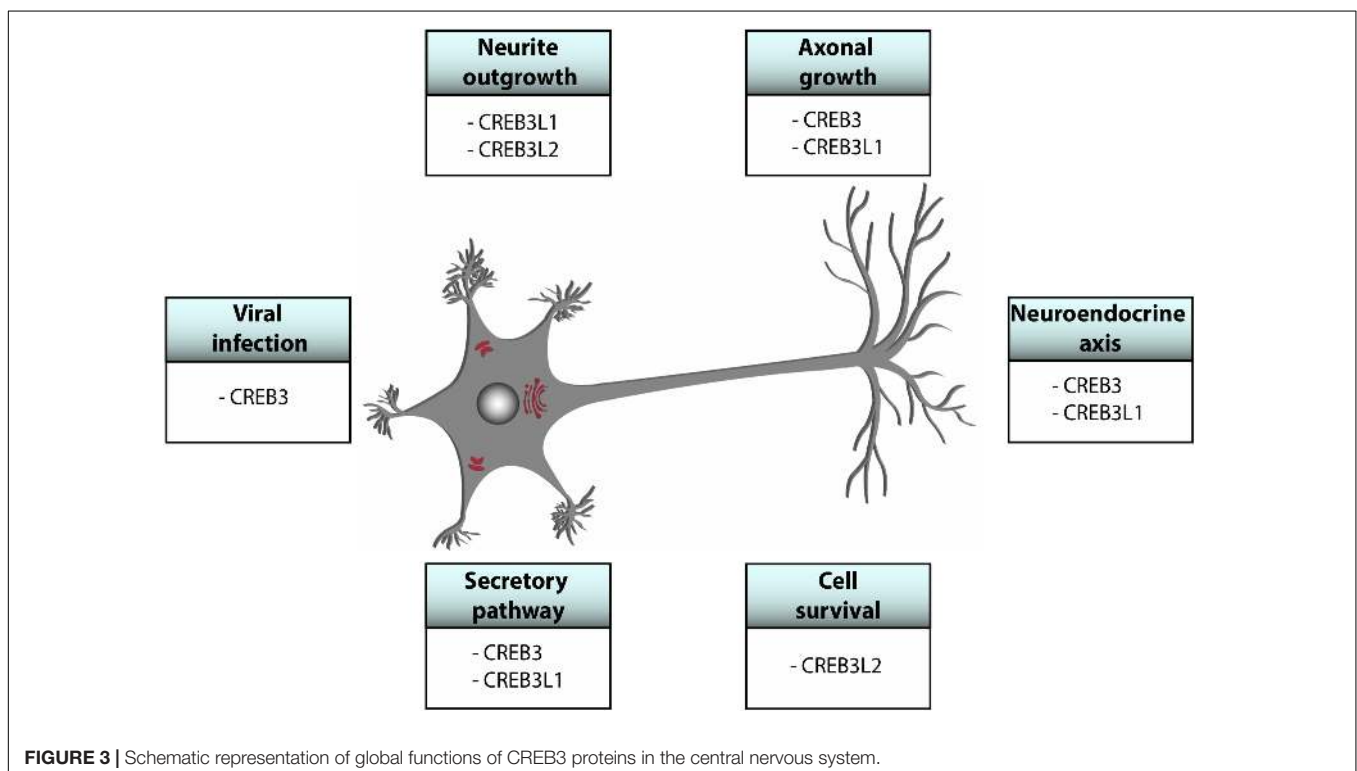 Neurite
outgrowth
- CREB3L1
- CREB3L2
Axonal
growth
- CREB3
- CREB3L1
Viral
infection
- CREB3
Neuroendocrine
axis
- CREB3
- CREB3L1
Secretory
pathway
- CREB3
- CREB3L1
Cell
survival
- CREB3L2
FIGURE 3 | Schematic representation of global functions of CREB3 proteins in the central nervous system.